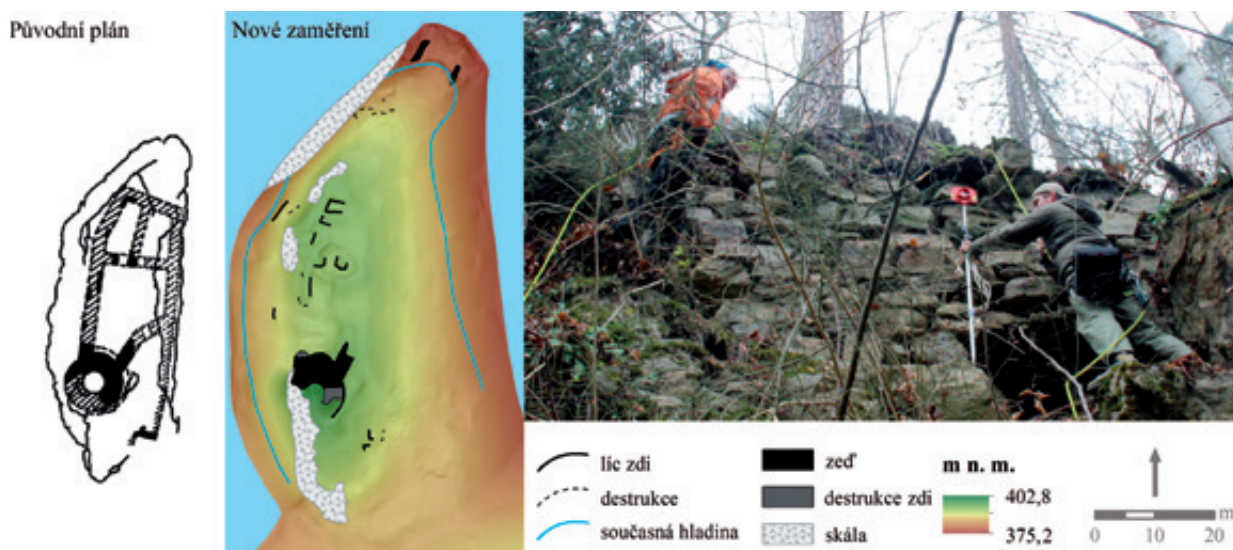 Původní plán
Nové zaměření
líc zdi
destrukce
současná hladina
zeď
destrukce zdi
skála
m n. m.
402,8
375,2
m
0 10 20